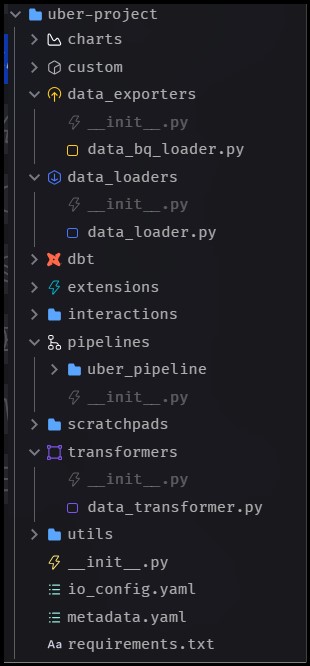 uber-project
charts
custom
data_exporters
__init__.py
data_bq_loader.py
data_loaders
__init__.py
data_loader.py
dbt
extensions
interactions
pipelines
uber_pipeline
__init__.py
scratchpads
transformers
__init__.py
data_transformer.py
utils
__init__.py
io_config.yaml
metadata.yaml
Aa requirements.txt